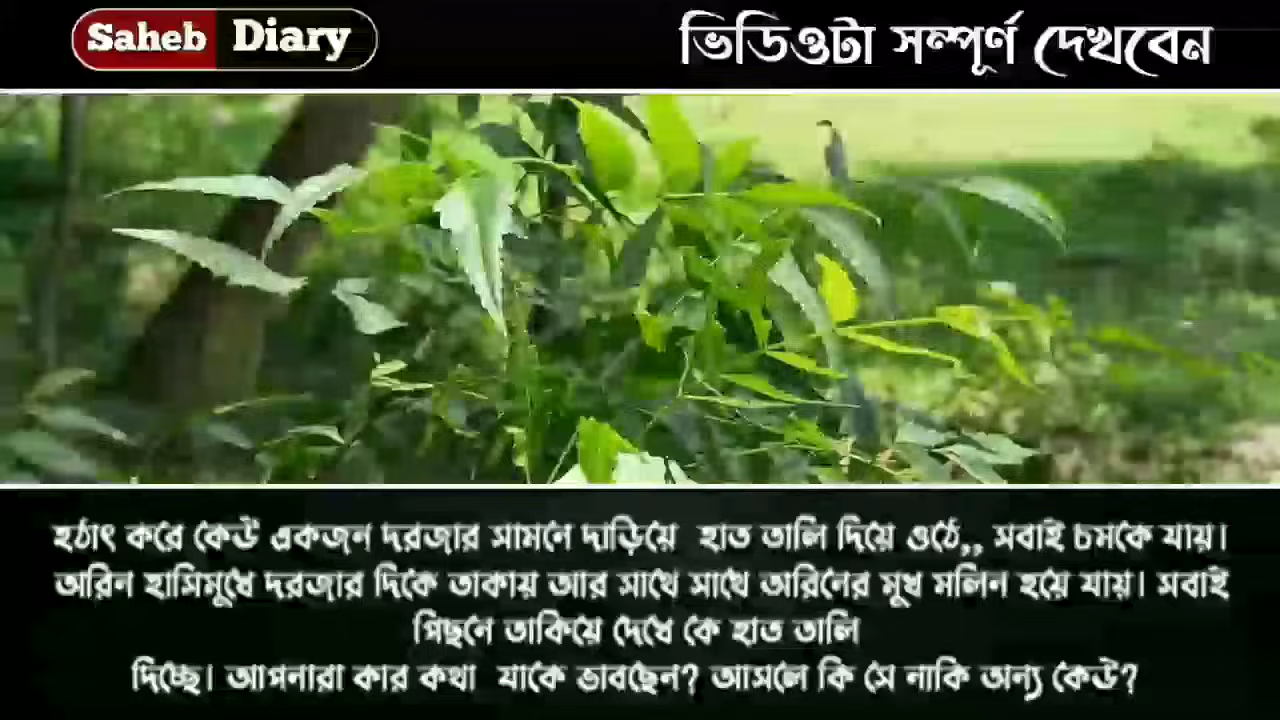 Saheb Diary
ভিডিওটা সম্পূর্ণ দেখবেন
হঠাৎ করে কেউ একজন দরজার সামনে দাড়িয়ে হাত তালি দিয়ে ওঠে,, সবাই চমকে যায়।
অরিন হাসিমুখে দরজার দিকে তাকায় আর সাথে সাথে অরিনের মুখ মলিন হয়ে যায়। সবাই
পিছনে তাকিয়ে দেখে কে হাত তালি
দিচ্ছে। আপনারা কার কথা যাকে ভাবছেন? আসলে কি সে নাকি অন্য কেউ?